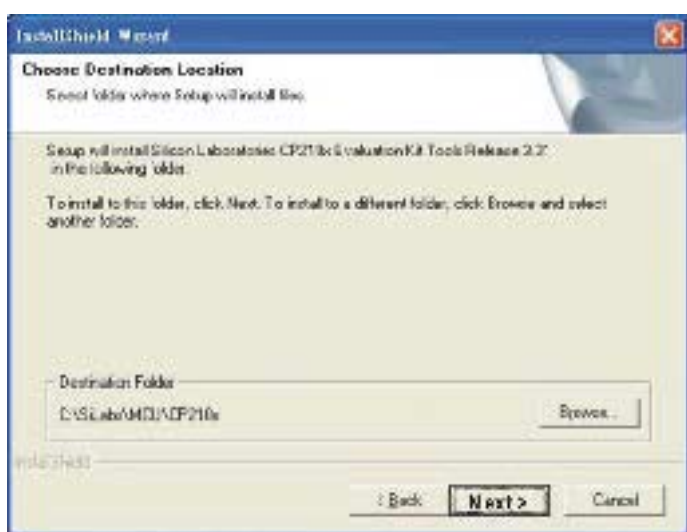 InstallShield Wizard
Choose Destination Location
Select folder where Setup will install files.
Setup will install Silicon Laboratories CP210x Evaluation Kit Tools Release 3.31
in the following folder.
To install to this folder, click Next. To install to a different folder, click Browse and select
another folder.
Destination Folder
C:\SiLabs\MCU\CP210x
Browse...
InstallShield
< Back
Next >
Cancel